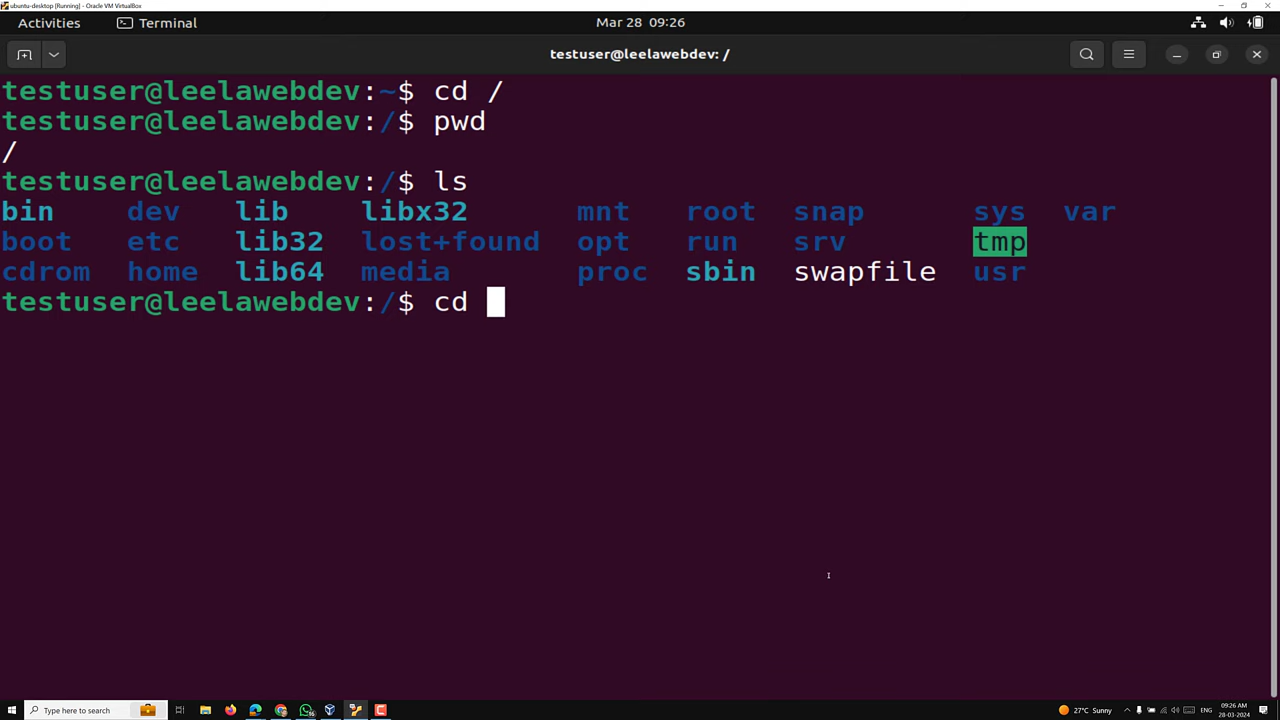 ubuntu-desktop [Running] - Oracle VM VirtualBox
Activities Terminal Mar 28 09:26
testuser@leelawebdev: /
testuser@leelawebdev:~$ cd /
testuser@leelawebdev:/$ pwd
/
testuser@leelawebdev:/$ ls
bin dev lib libx32 mnt root snap sys var
boot etc lib32 lost+found opt run srv tmp
cdrom home lib64 media proc sbin swapfile usr
testuser@leelawebdev:/$ cd
Type here to search 27°C Sunny ENG 09:26 AM
28-03-2024